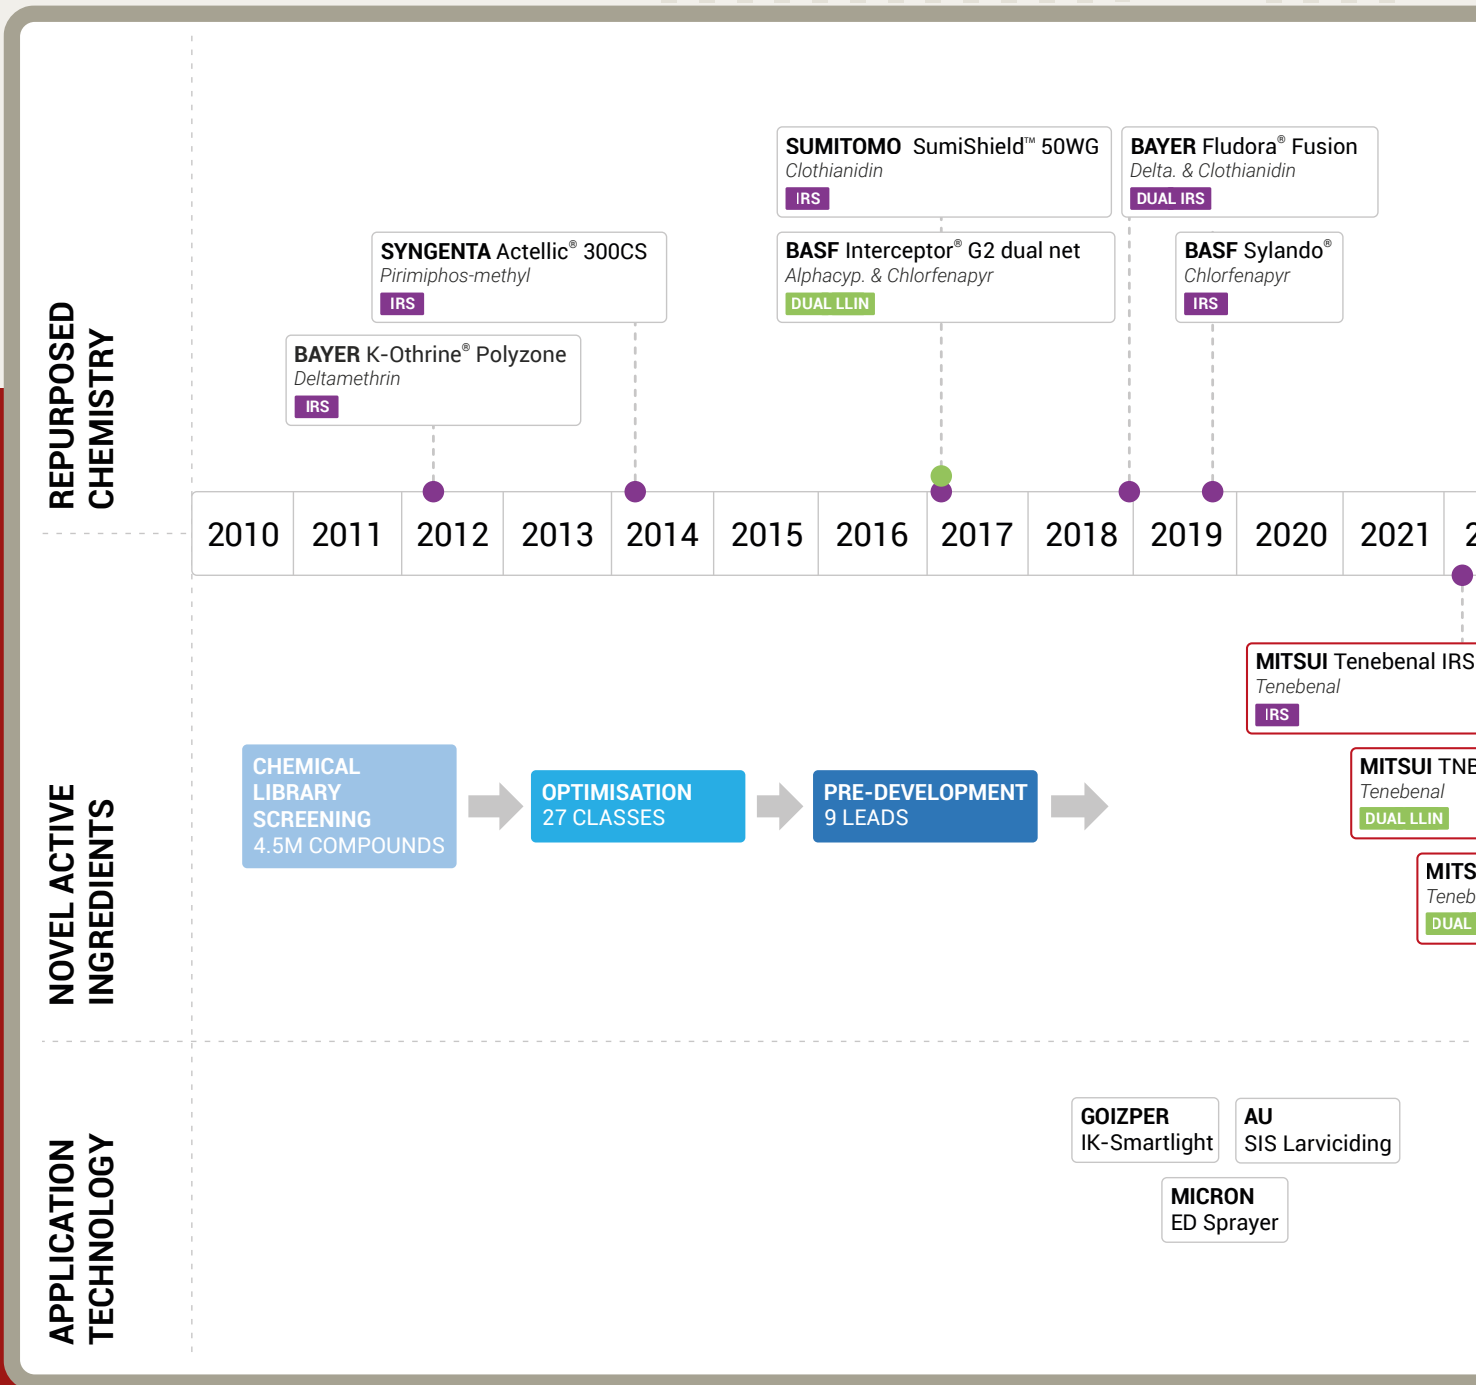 REPURPOSED
CHEMISTRY
SUMITOMO SumiShield™ 50WG
Clothianidin
IRS
BAYER Fludora® Fusion
Delta. & Clothianidin
DUAL IRS
SYNGENTA Actellic® 300CS
Pirimiphos-methyl
IRS
BASF Interceptor® G2 dual net
Alphacyp. & Chlorfenapyr
DUAL LLIN
BASF Sylando®
Chlorfenapyr
IRS
BAYER K-Othrine® Polyzone
Deltamethrin
IRS
2010 2011 2012 2013 2014 2015 2016 2017 2018 2019 2020 2021
NOVEL ACTIVE
INGREDIENTS
MITSUI Tenebenal IRS
Tenebenal
IRS
CHEMICAL
LIBRARY
SCREENING
4.5M COMPOUNDS
OPTIMISATION
27 CLASSES
PRE-DEVELOPMENT
9 LEADS
MITSUI
Tenebenal
DUAL LLIN
DUAL
APPLICATION
TECHNOLOGY
GOIZPER
IK-Smartlight
AU
SIS Larviciding
MICRON
ED Sprayer